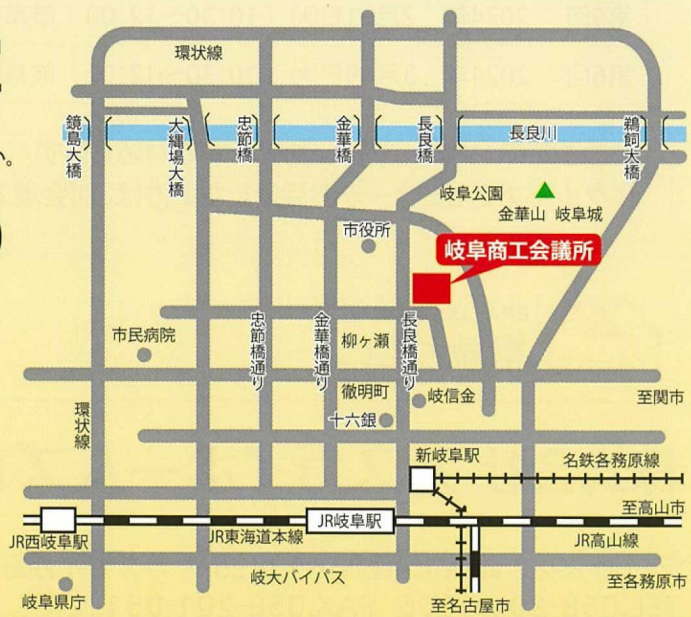 環状線
鏡島大橋
大縄場大橋
忠節橋
金華橋
長良橋
長良川
鵜飼大橋
岐阜公園
金華山 岐阜城
市役所
岐阜商工会議所
市民病院
忠節橋通り
金華橋通り
柳ヶ瀬
長良橋通り
徹明町
岐信金
至関市
環状線
十六銀
新岐阜駅
名鉄各務原線
至高山市
JR西岐阜駅
JR東海道本線
JR岐阜駅
JR高山線
岐大バイパス
至各務原市
岐阜県庁
至名古屋市